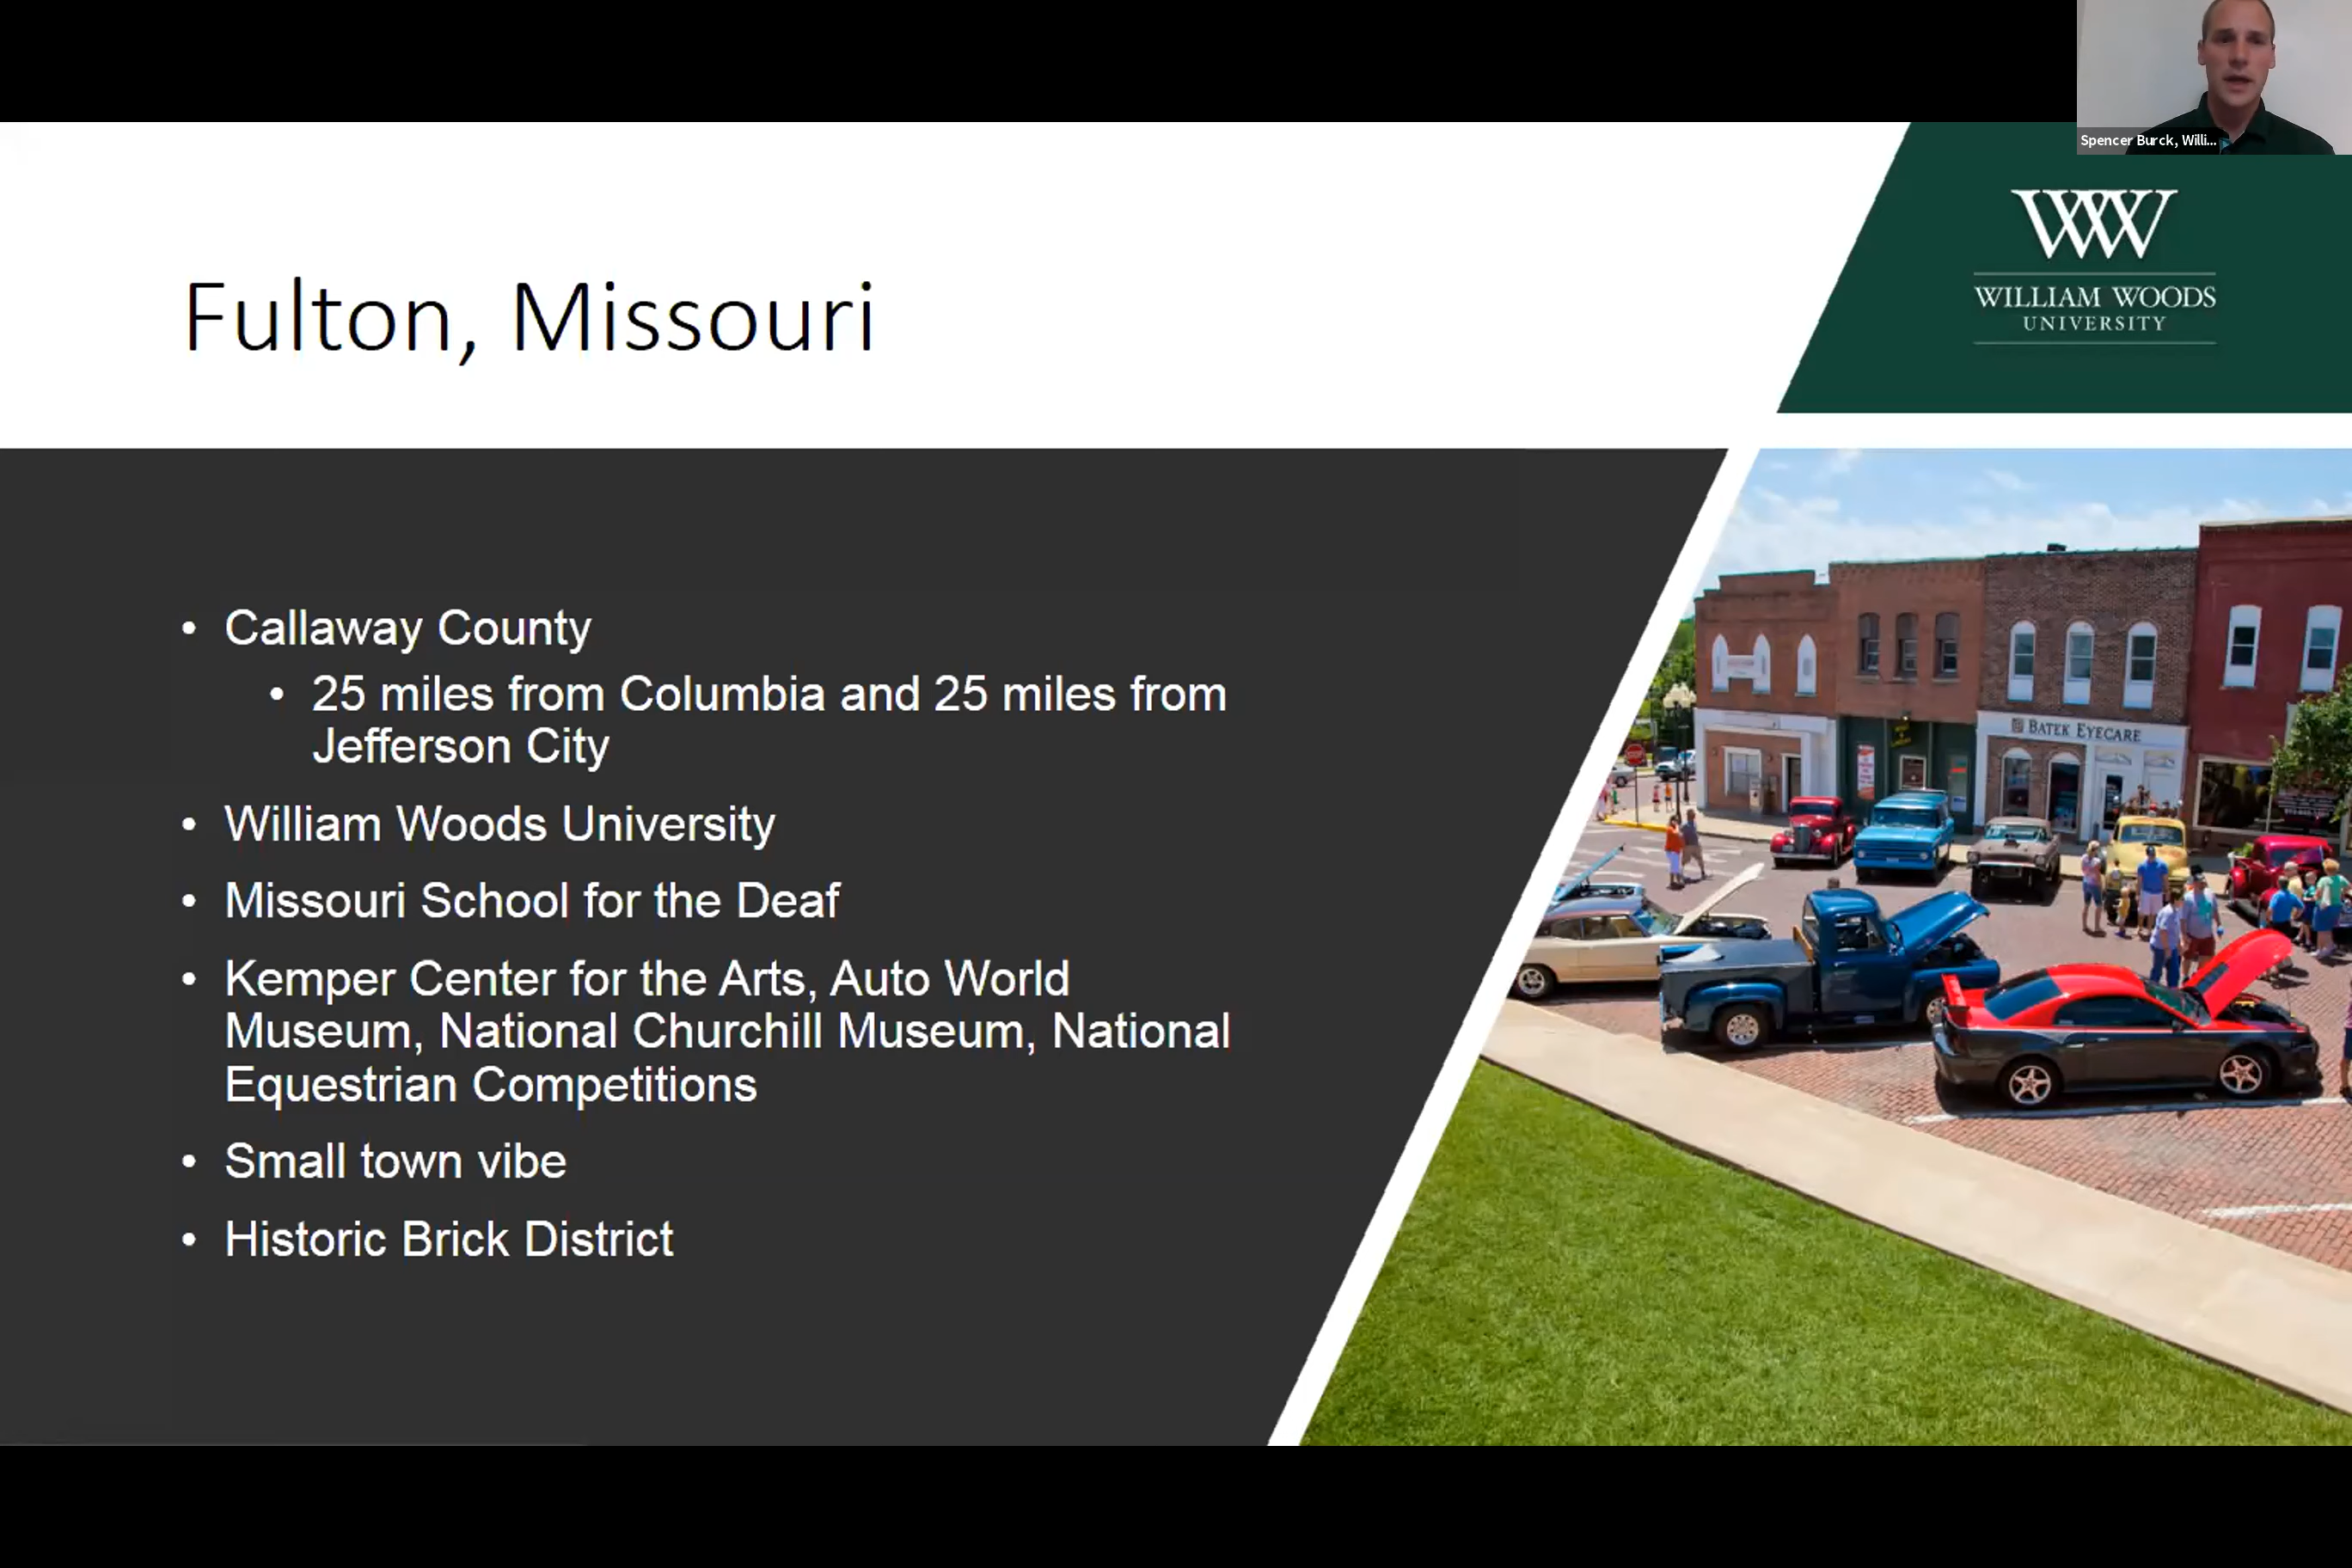 Spencer Burck, Willi...
WW
WILLIAM WOODS
UNIVERSITY
Fulton, Missouri
• Callaway County
• 25 miles from Columbia and 25 miles from
Jefferson City
• William Woods University
• Missouri School for the Deaf
• Kemper Center for the Arts, Auto World
Museum, National Churchill Museum, National
Equestrian Competitions
• Small town vibe
• Historic Brick District
BATEK EYECARE